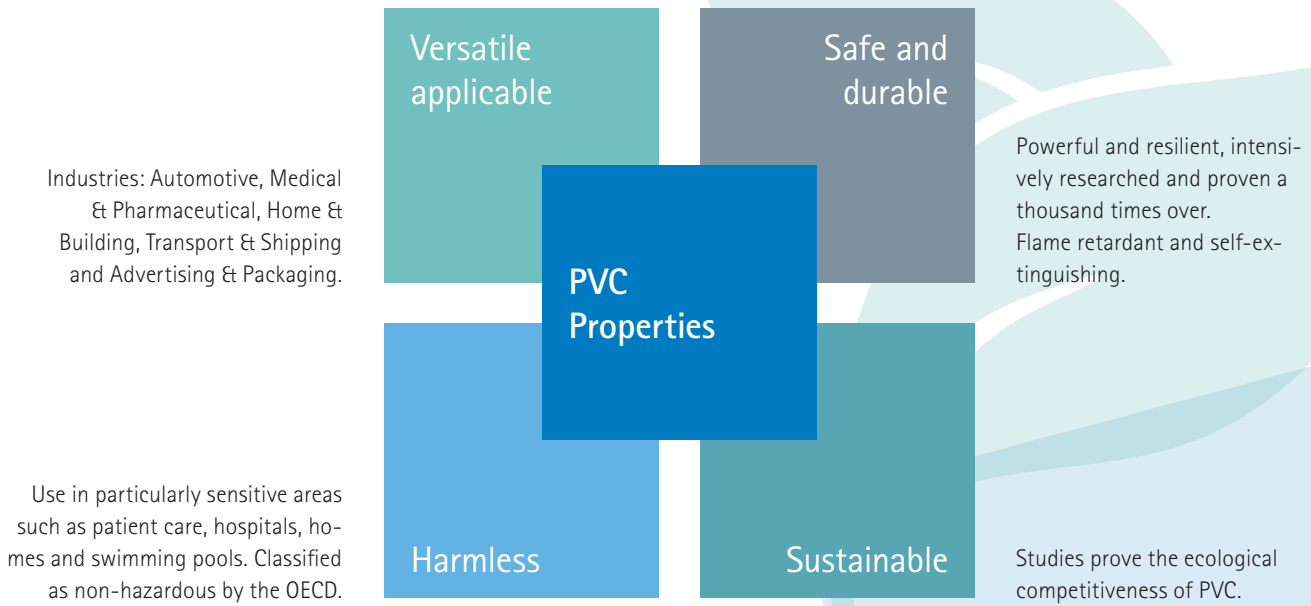 Versatile
applicable
Safe and
durable
Industries: Automotive, Medical
& Pharmaceutical, Home &
Building, Transport & Shipping
and Advertising & Packaging.
Powerful and resilient, intensi-
vely researched and proven a
thousand times over.
Flame retardant and self-ex-
tinguishing.
PVC
Properties
Use in particularly sensitive areas
such as patient care, hospitals, ho-
mes and swimming pools. Classified
as non-hazardous by the OECD.
Harmless
Sustainable
Studies prove the ecological
competitiveness of PVC.